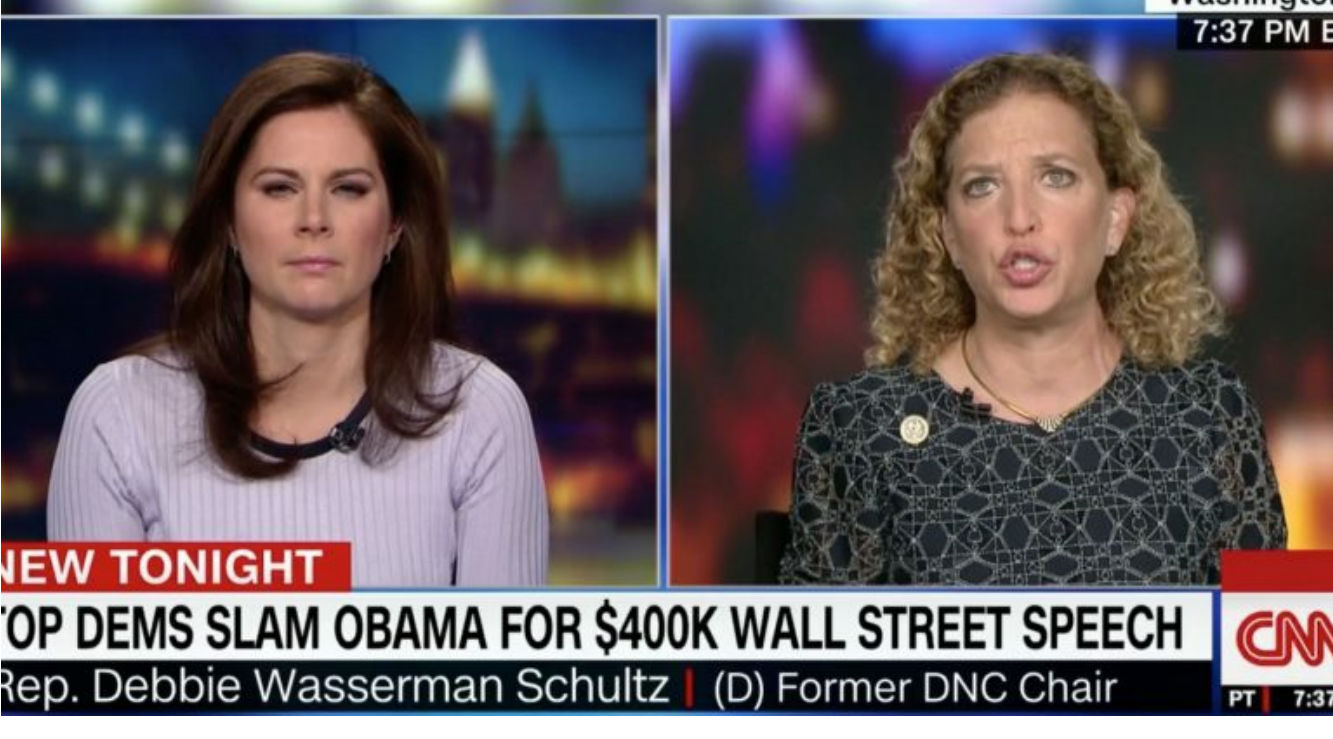 7:37 PM E
NEW TONIGHT
TOP DEMS SLAM OBAMA FOR $400K WALL STREET SPEECH
Rep. Debbie Wasserman Schultz | (D) Former DNC Chair
CNN
PT 7:37